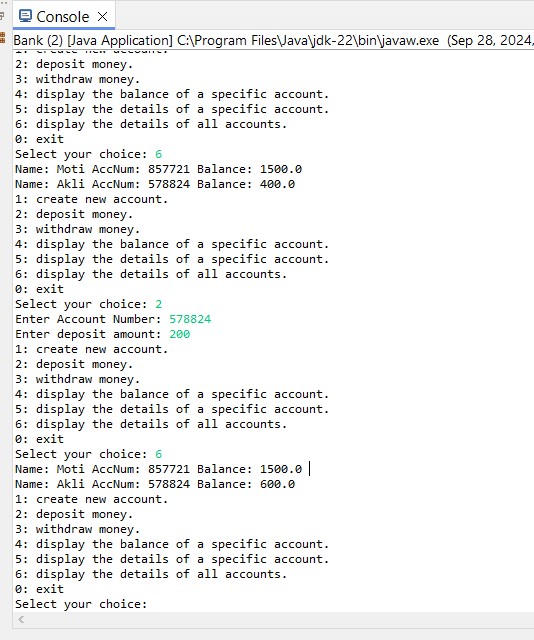 Console
Bank (2) [Java Application] C:\Program Files\Java\jdk-22\bin\javaw.exe (Sep 28, 2024,
1: create new account.
2: deposit money.
3: withdraw money.
4: display the balance of a specific account.
5: display the details of a specific account.
6: display the details of all accounts.
0: exit
Select your choice: 6
Name: Moti AccNum: 857721 Balance: 1500.0
Name: Akli AccNum: 578824 Balance: 400.0
1: create new account.
2: deposit money.
3: withdraw money.
4: display the balance of a specific account.
5: display the details of a specific account.
6: display the details of all accounts.
0: exit
Select your choice: 2
Enter Account Number: 578824
Enter deposit amount: 200
1: create new account.
2: deposit money.
3: withdraw money.
4: display the balance of a specific account.
5: display the details of a specific account.
6: display the details of all accounts.
0: exit
Select your choice: 6
Name: Moti AccNum: 857721 Balance: 1500.0
Name: Akli AccNum: 578824 Balance: 600.0
1: create new account.
2: deposit money.
3: withdraw money.
4: display the balance of a specific account.
5: display the details of a specific account.
6: display the details of all accounts.
0: exit
Select your choice: